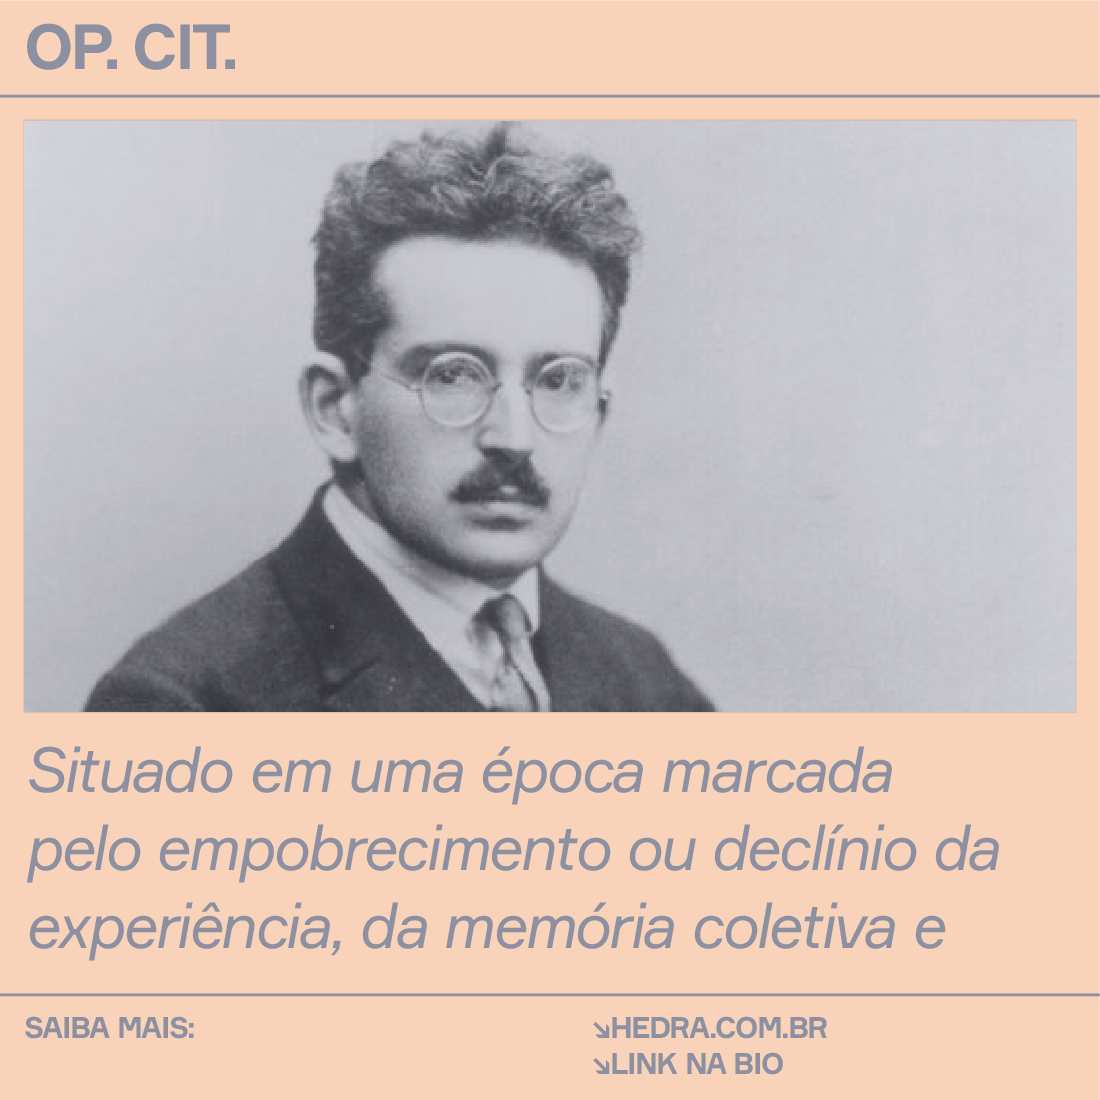 OP. CIT.
Situado em uma época marcada
pelo empobrecimento ou declínio da
experiência, da memória coletiva e
SAIBA MAIS:
↘HEDRA.COM.BR
↘LINK NA BIO